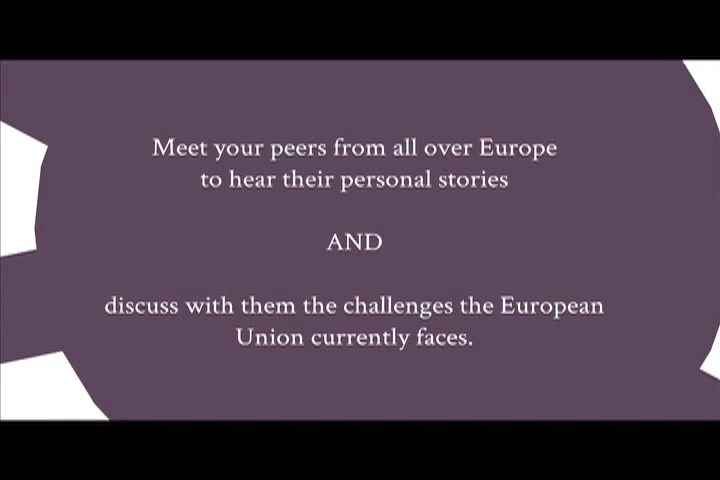 Meet your peers from all over Europe
to hear their personal stories
AND
discuss with them the challenges the European
Union currently faces.